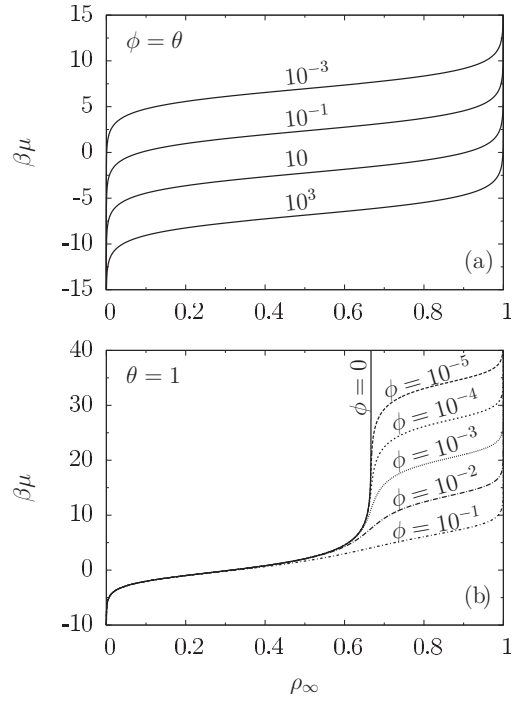 15
10
5
0
-5
-10
-15
βμ
ϕ = θ
10⁻³
10⁻¹
10
10³
(a)
0 0.2 0.4 0.6 0.8 1
40
30
20
10
0
-10
βμ
θ = 1
ϕ = 0
ϕ = 10⁻⁵
ϕ = 10⁻⁴
ϕ = 10⁻³
ϕ = 10⁻²
ϕ = 10⁻¹
(b)
0 0.2 0.4 0.6 0.8 1
ρ∞